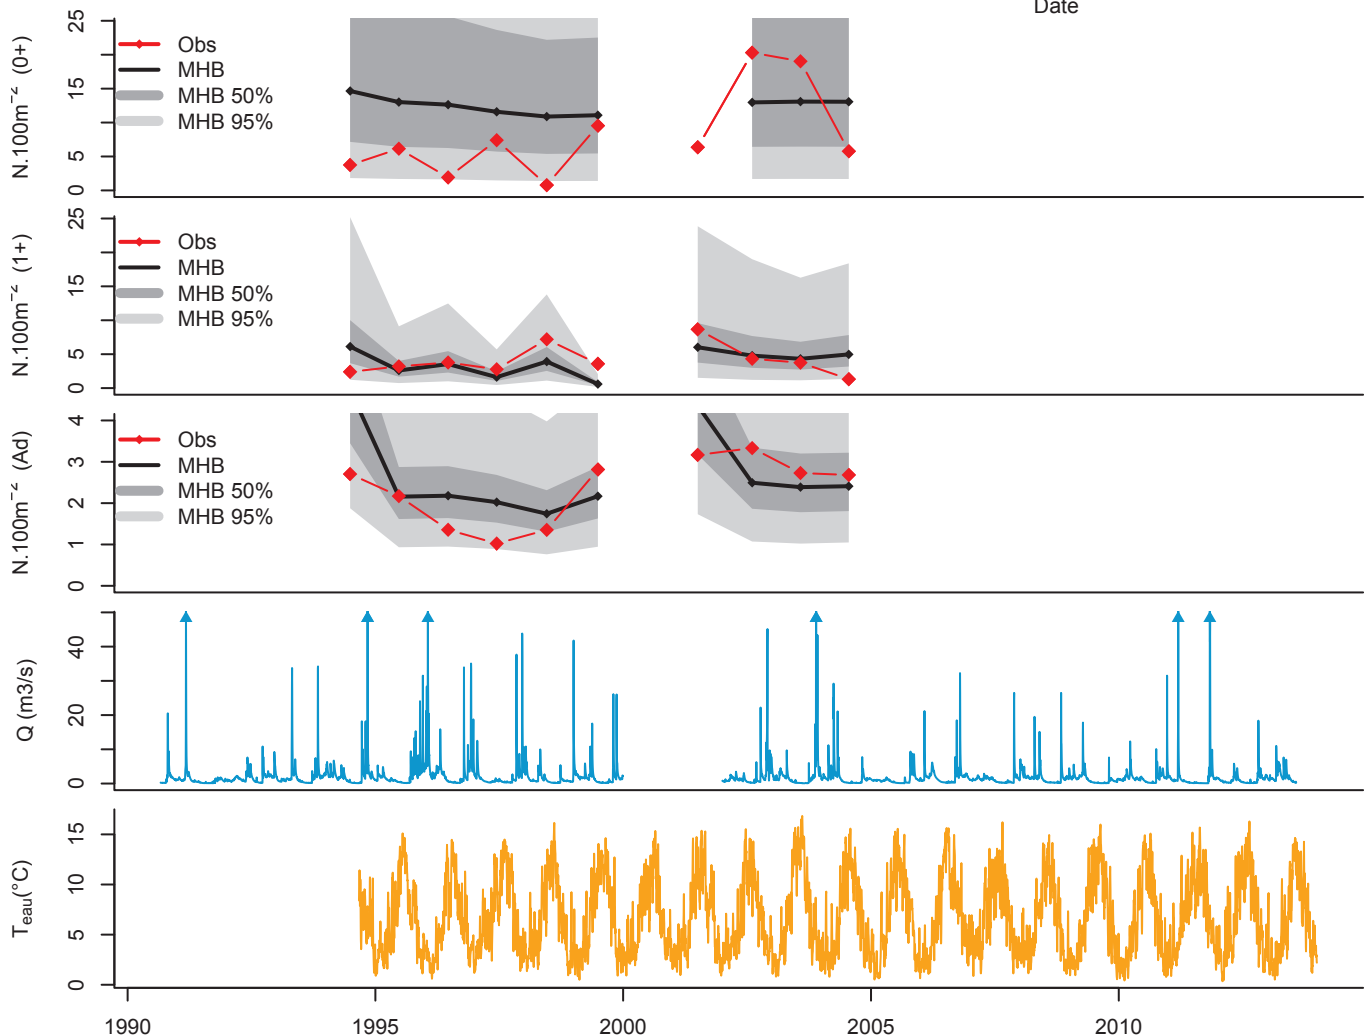 Date
N.100m⁻² (0+)
25
15
5
0
Obs
MHB
MHB 50%
MHB 95%
N.100m⁻² (1+)
25
15
5
0
Obs
MHB
MHB 50%
MHB 95%
N.100m⁻² (Ad)
4
3
2
1
0
Obs
MHB
MHB 50%
MHB 95%
Q (m3/s)
40
20
0
T_eau(°C)
15
10
5
0
1990 1995 2000 2005 2010